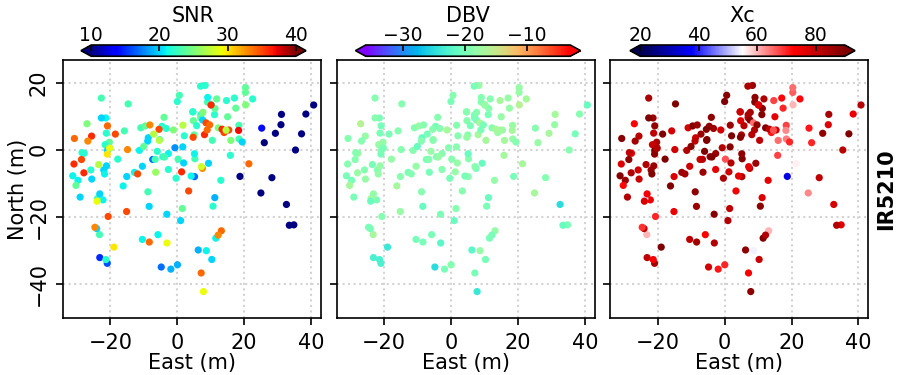 SNR DBV Xc
10 20 30 40 −30 −20 −10 20 40 60 80
20
0
−20
−40
North (m)
−20 0 20 40 −20 0 20 40 −20 0 20 40
East (m) East (m) East (m)
IR5210